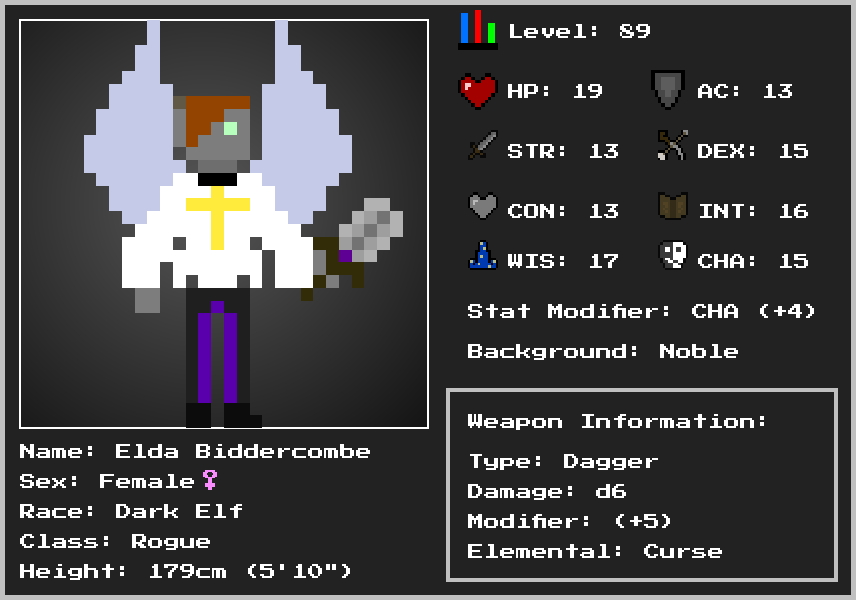 Level: 89
HP: 19
AC: 13
STR: 13
DEX: 15
CON: 13
INT: 16
WIS: 17
CHA: 15
Stat Modifier: CHA (+4)
Background: Noble
Weapon Information:
Type: Dagger
Damage: d6
Modifier: (+5)
Elemental: Curse
Name: Elda Biddercombe
Sex: Female♀
Race: Dark Elf
Class: Rogue
Height: 179cm (5'10")